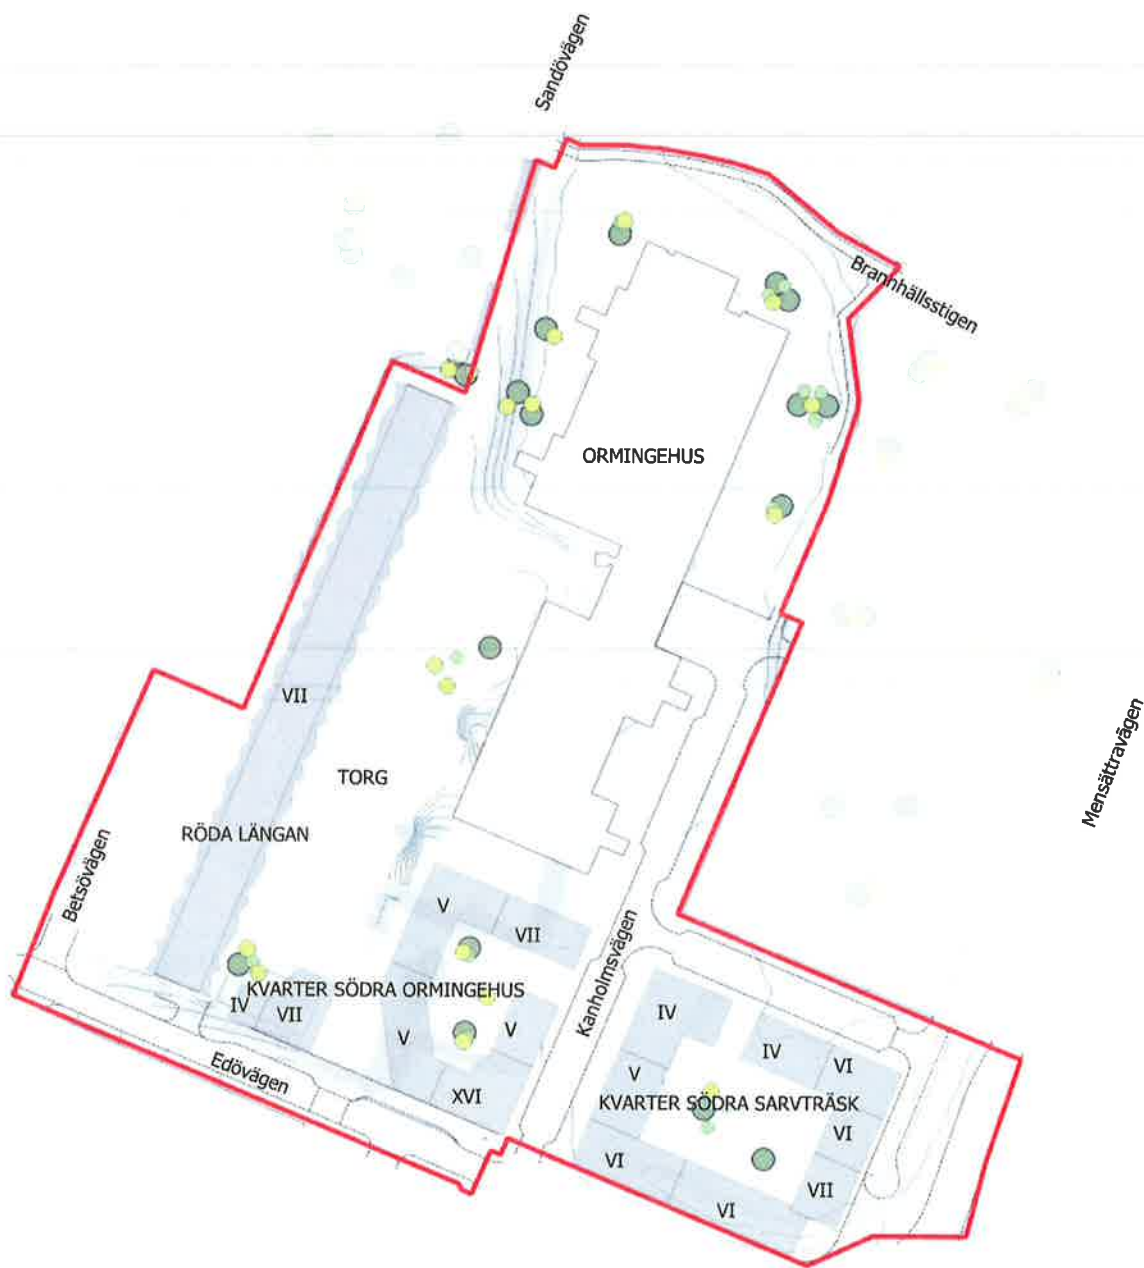 Sandövägen
Brannhällsstigen
ORMINGEHUS
VII
TORG
Mensättravägen
RÖDA LÄNGAN
Betsövägen
V
VII
Kanholmsvägen
KVARTER SÖDRA ORMINGEHUS
IV
VII
V
V
IV
IV
VI
Edövägen
V
XVI
KVARTER SÖDRA SARVTRÄSK
VI
VI
VII
VI